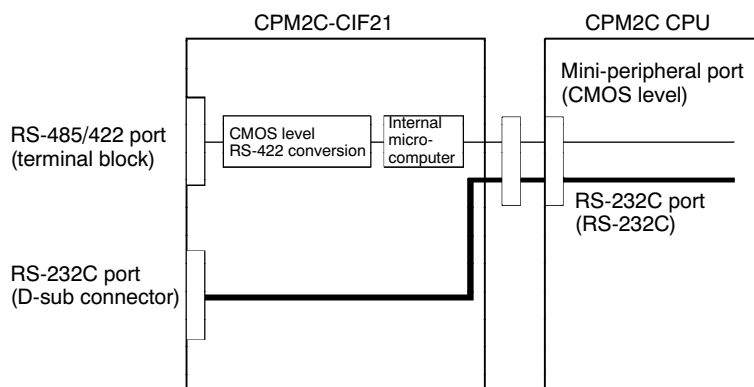 CPM2C-CIF21
CPM2C CPU
Mini-peripheral port
(CMOS level)
RS-485/422 port
(terminal block)
CMOS level
RS-422 conversion
Internal
micro-
computer
RS-232C port
(RS-232C)
RS-232C port
(D-sub connector)